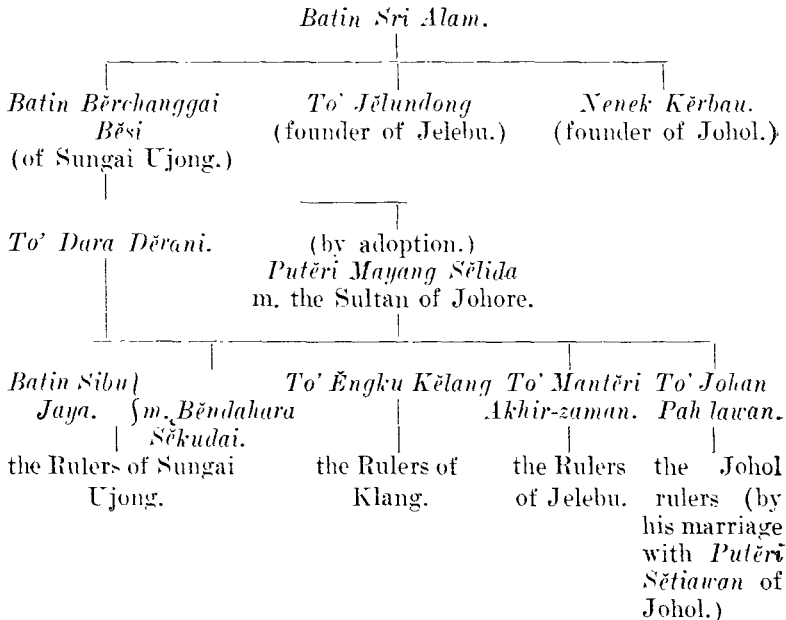 Batin Sri Alam.
Batin Bĕrchanggai To' Jĕlundong Nenek Kĕrbau.
Bĕsi (founder of Jelebu.) (founder of Johol.)
(of Sungai Ujong.)
To' Dara Dĕrani. (by adoption.)
Putĕri Mayang Sĕlida
m. the Sultan of Johore.
Batin Sibu} To' Ĕngku Kĕlang To' Mantĕri To' Johan
Jaya. {m. Bĕndahara Akhir-zaman. Pahlawan.
Sĕkudai.
the Rulers of Sungai the Rulers of the Rulers the Johol
Ujong. Klang. of Jelebu. rulers (by
his marriage
with Putĕri
Sĕtiawan of
Johol.)